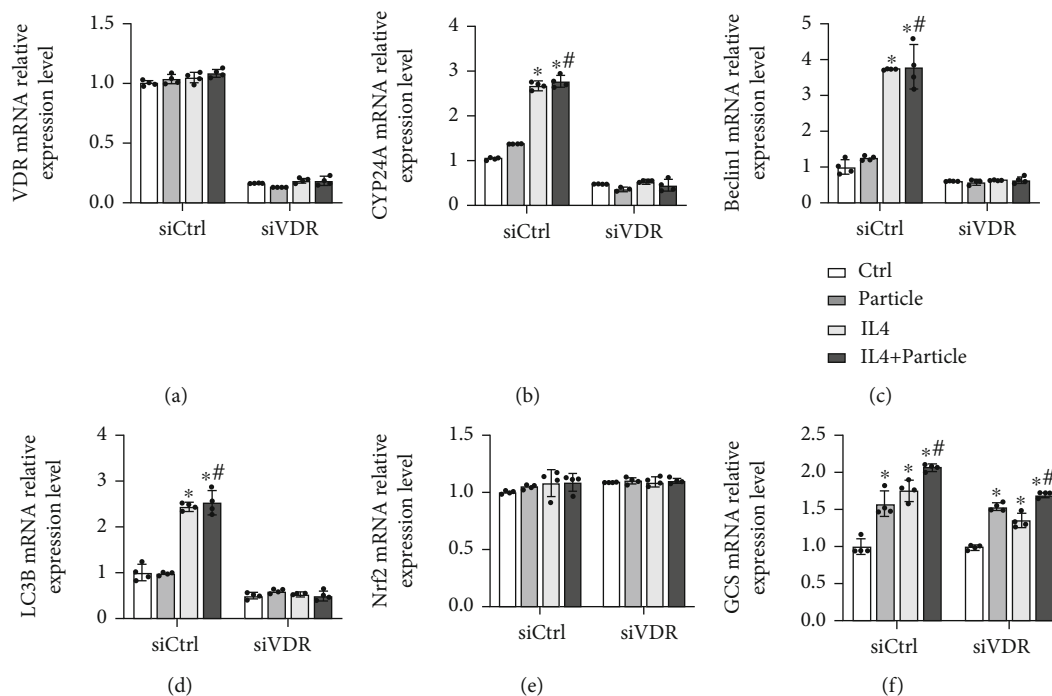 VDR mRNA relative
expression level
1.5
1.0
0.5
0.0
siCtrl
siVDR
(a)
CYP24A mRNA relative
expression level
4
3
2
1
0
*
*#
siCtrl
siVDR
(b)
Beclin1 mRNA relative
expression level
5
4
3
2
1
0
*
*#
siCtrl
siVDR
Ctrl
Particle
IL4
IL4+Particle
(c)
LC3B mRNA relative
expression level
4
3
2
1
0
*
*#
siCtrl
siVDR
(d)
Nrf2 mRNA relative
expression level
1.5
1.0
0.5
0.0
siCtrl
siVDR
(e)
GCS mRNA relative
expression level
2.5
2.0
1.5
1.0
*
*
*#
*
*
*#
siCtrl
siVDR
(f)